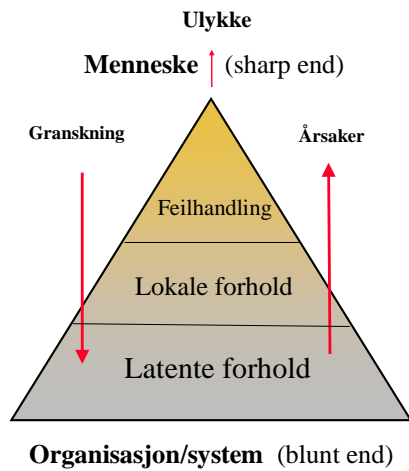 Ulykke
Menneske (sharp end)
Granskning
Årsaker
Feilhandling
Lokale forhold
Latente forhold
Organisasjon/system (blunt end)